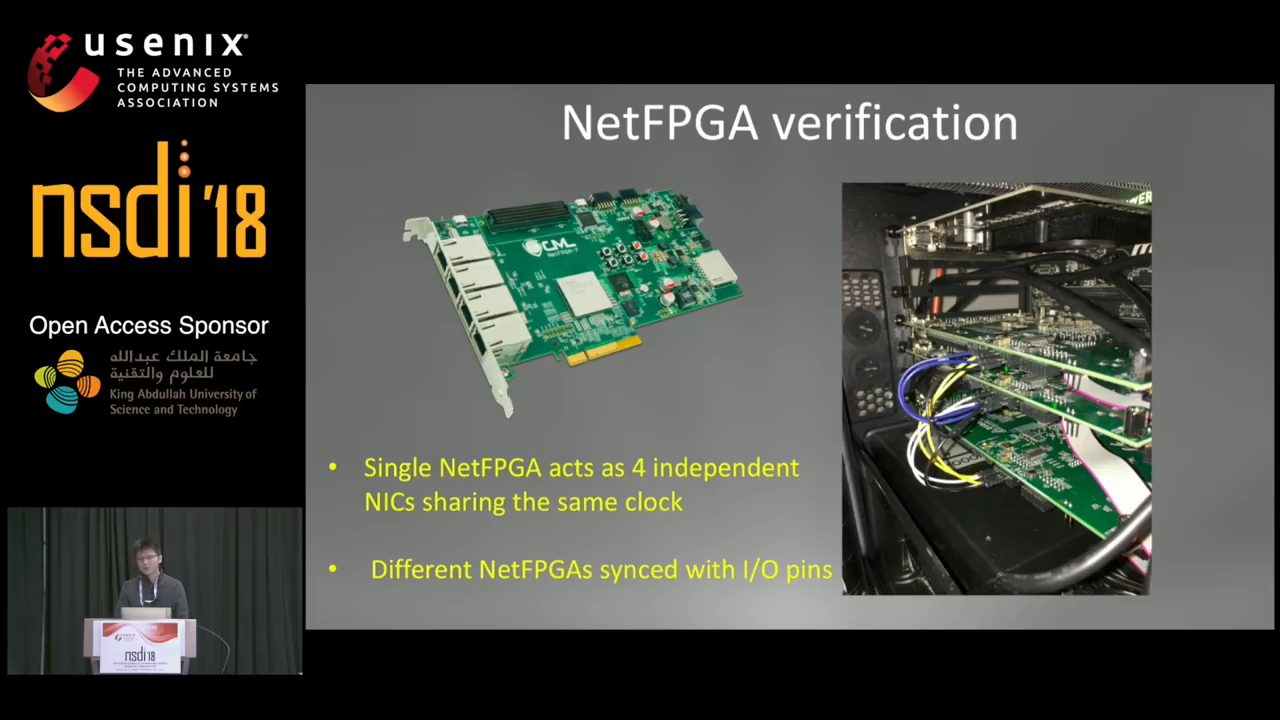 usenix
THE ADVANCED
COMPUTING SYSTEMS
ASSOCIATION
nsdi '18
Open Access Sponsor
جامعة الملك عبدالله
للعلوم والتقنية
King Abdullah University of
Science and Technology
NetFPGA verification
CML
• Single NetFPGA acts as 4 independent
NICs sharing the same clock
• Different NetFPGAs synced with I/O pins
usenix
nsdi '18